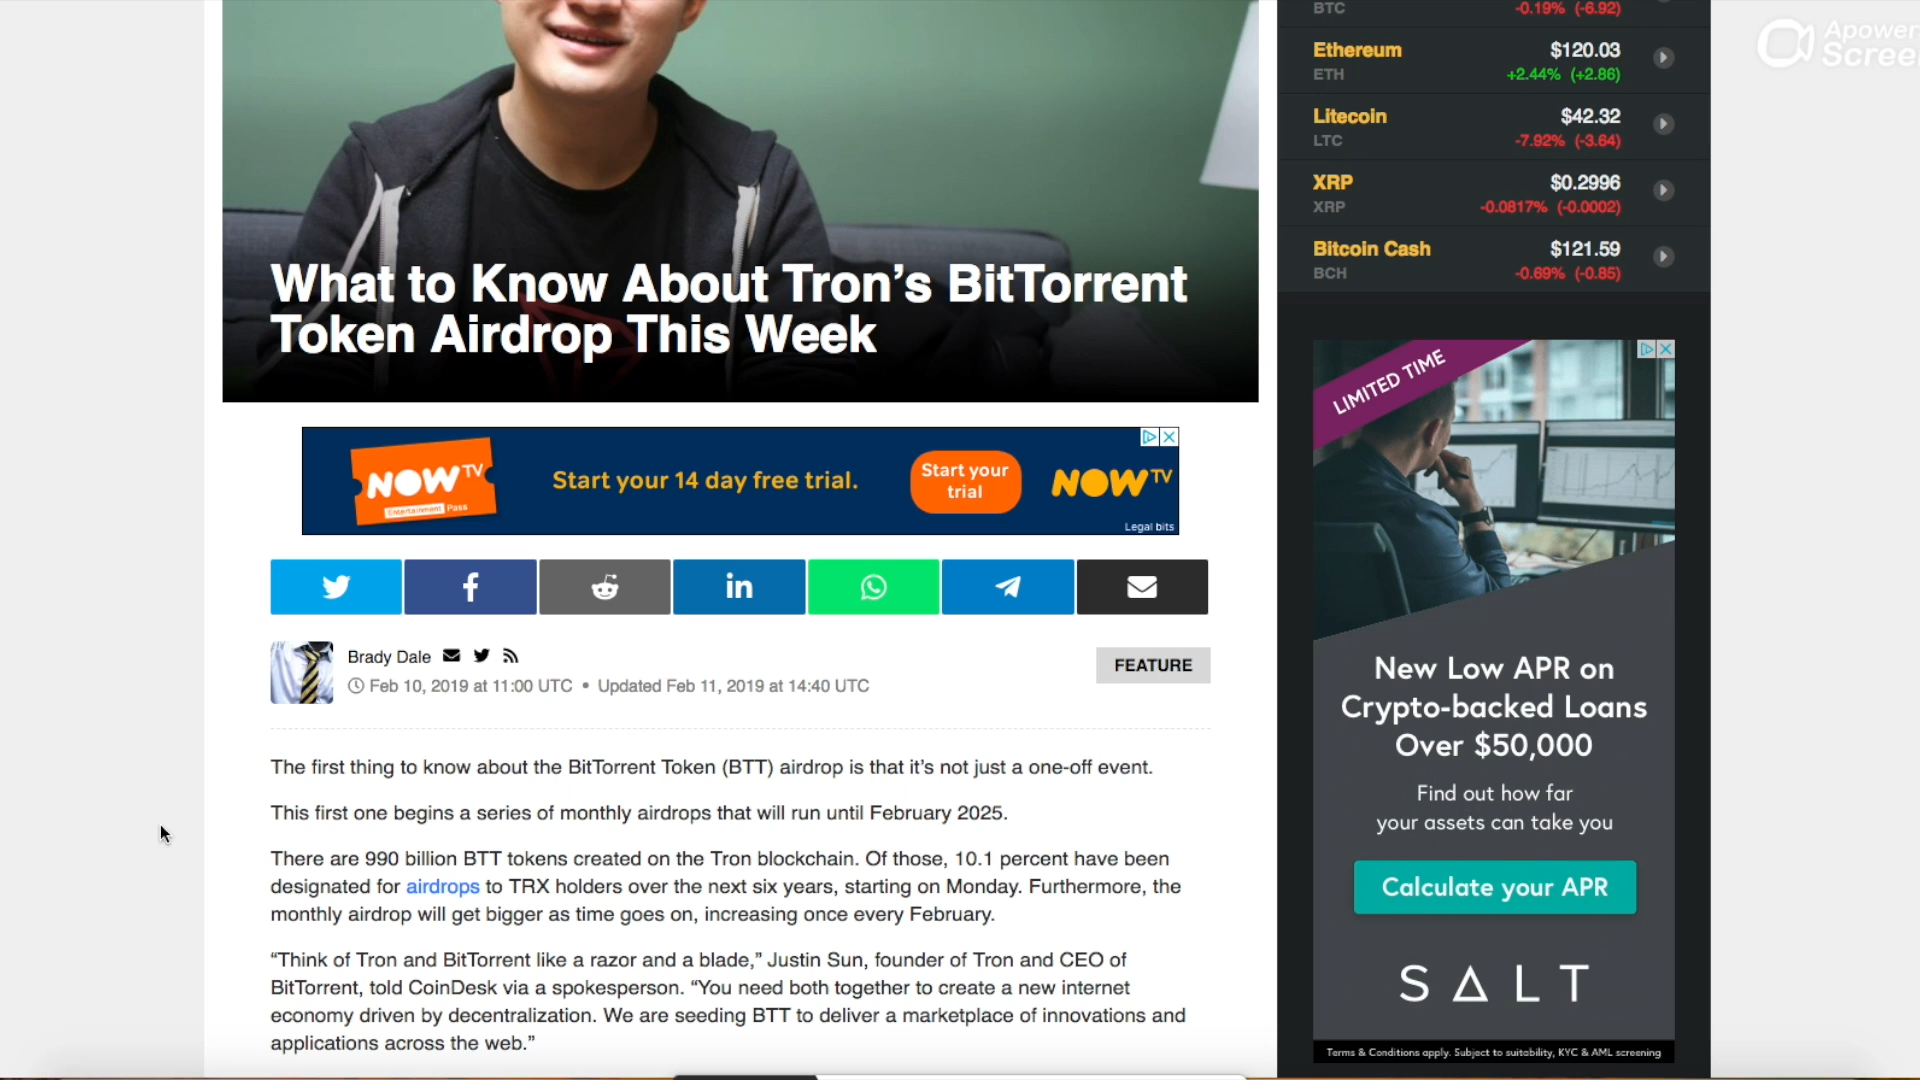 BTC
-0.19% (-6.92)
Ethereum
$120.03
ETH
+2.44% (+2.86)
Litecoin
$42.32
LTC
-7.92% (-3.64)
XRP
$0.2996
XRP
-0.0817% (-0.0002)
Bitcoin Cash
$121.59
BCH
-0.69% (-0.85)
What to Know About Tron’s BitTorrent
Token Airdrop This Week
NOW TV
Entertainment Pass
Start your 14 day free trial.
Start your
trial
NOW TV
Legal bits
Brady Dale
Feb 10, 2019 at 11:00 UTC • Updated Feb 11, 2019 at 14:40 UTC
FEATURE
The first thing to know about the BitTorrent Token (BTT) airdrop is that it’s not just a one-off event.
This first one begins a series of monthly airdrops that will run until February 2025.
There are 990 billion BTT tokens created on the Tron blockchain. Of those, 10.1 percent have been
designated for airdrops to TRX holders over the next six years, starting on Monday. Furthermore, the
monthly airdrop will get bigger as time goes on, increasing once every February.
“Think of Tron and BitTorrent like a razor and a blade,” Justin Sun, founder of Tron and CEO of
BitTorrent, told CoinDesk via a spokesperson. “You need both together to create a new internet
economy driven by decentralization. We are seeding BTT to deliver a marketplace of innovations and
applications across the web.”
LIMITED TIME
New Low APR on
Crypto-backed Loans
Over $50,000
Find out how far
your assets can take you
Calculate your APR
SALT
Terms & Conditions apply. Subject to suitability, KYC & AML screening